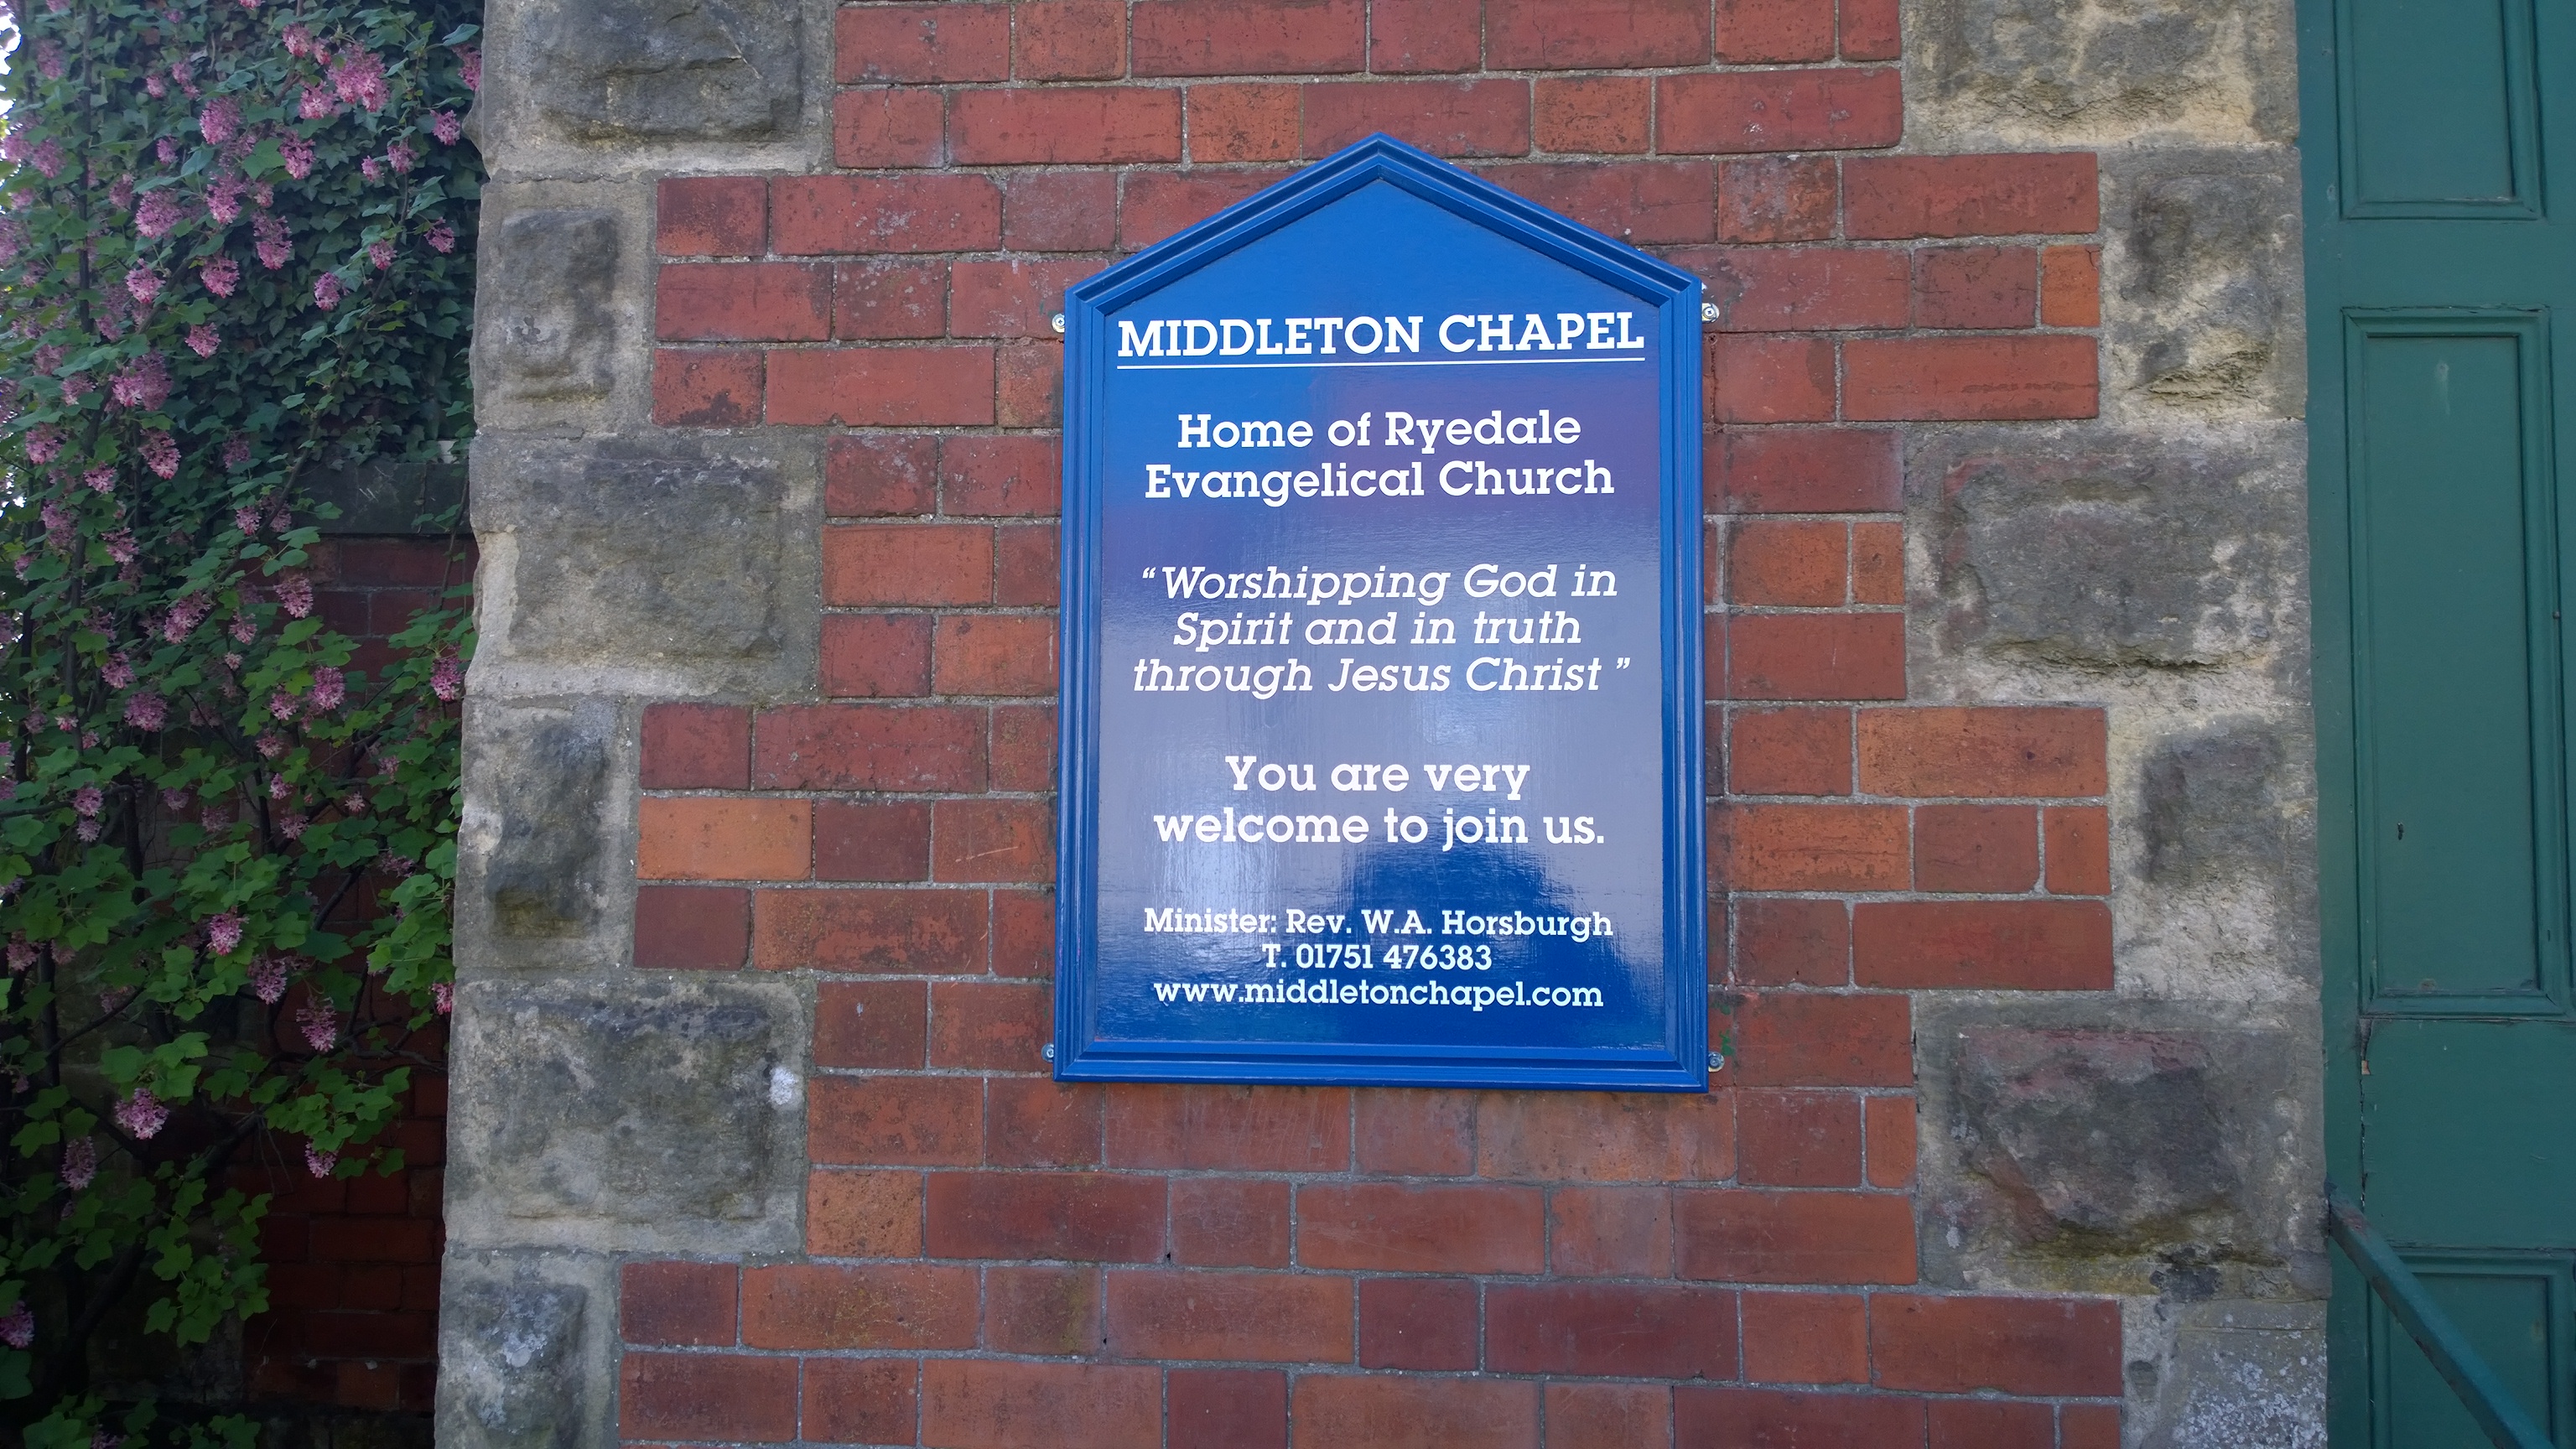 MIDDLETON CHAPEL
Home of Ryedale
Evangelical Church
“Worshipping God in
Spirit and in truth
through Jesus Christ ”
You are very
welcome to join us.
Minister: Rev. W.A. Horsburgh
T. 01751 476383
www.middletonchapel.com